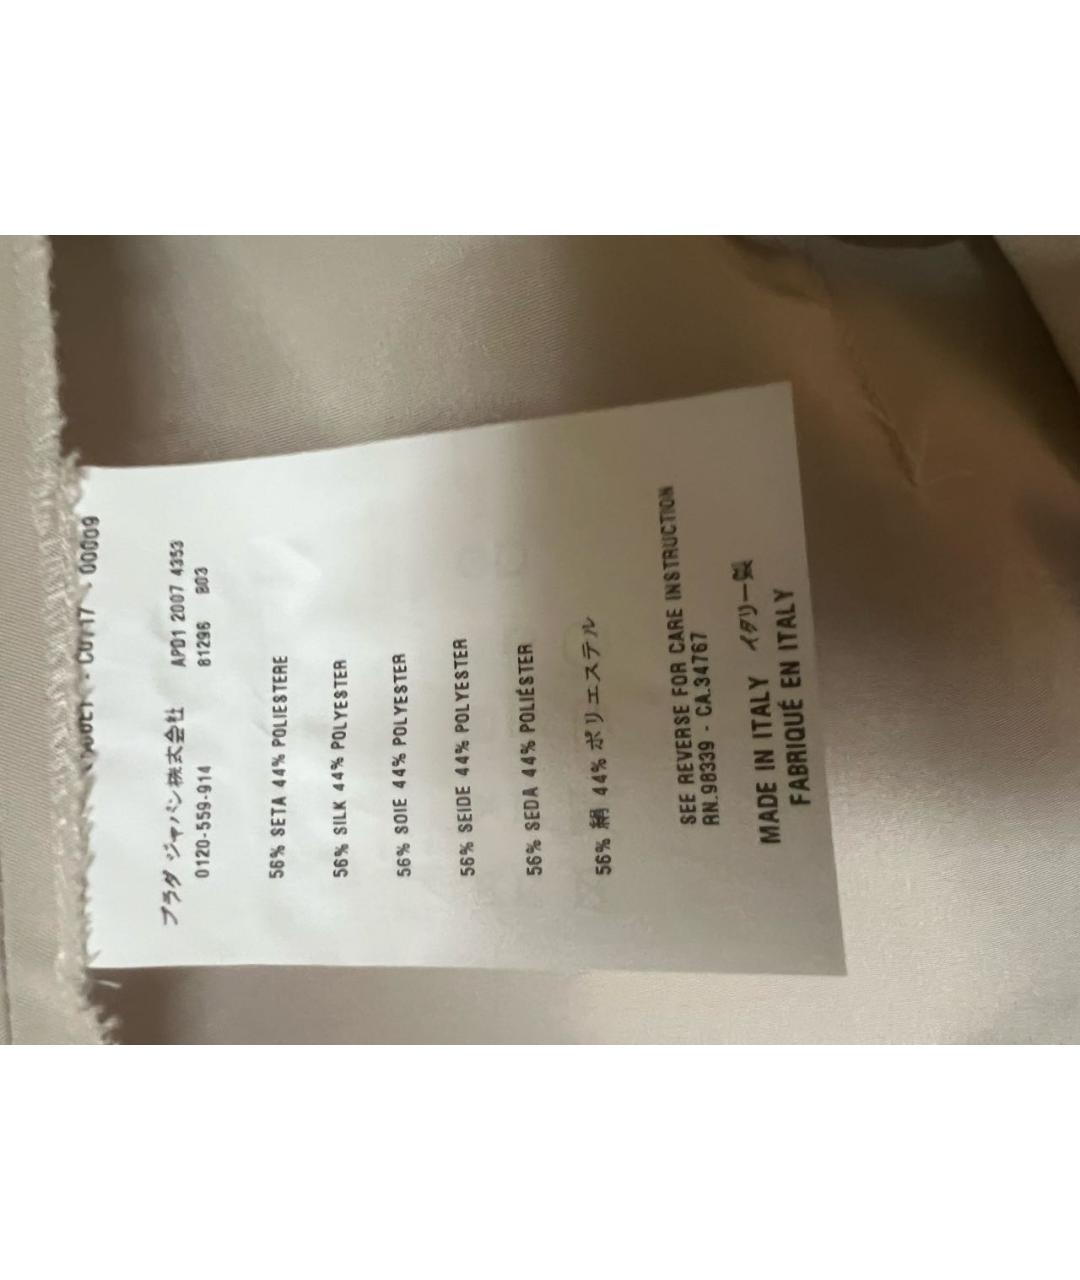 00009
プラダ ジャパン株式会社 AP01 2007 4353
0120-559-914 81296 B03
56% SETA 44% POLIESTERE
56% SILK 44% POLYESTER
56% SOIE 44% POLYESTER
56% SEIDE 44% POLYESTER
56% SEDA 44% POLIÉSTER
56% 絹 44% ポリエステル
SEE REVERSE FOR CARE INSTRUCTION
RN.98339 - CA.34767
MADE IN ITALY イタリー製
FABRIQUÉ EN ITALY